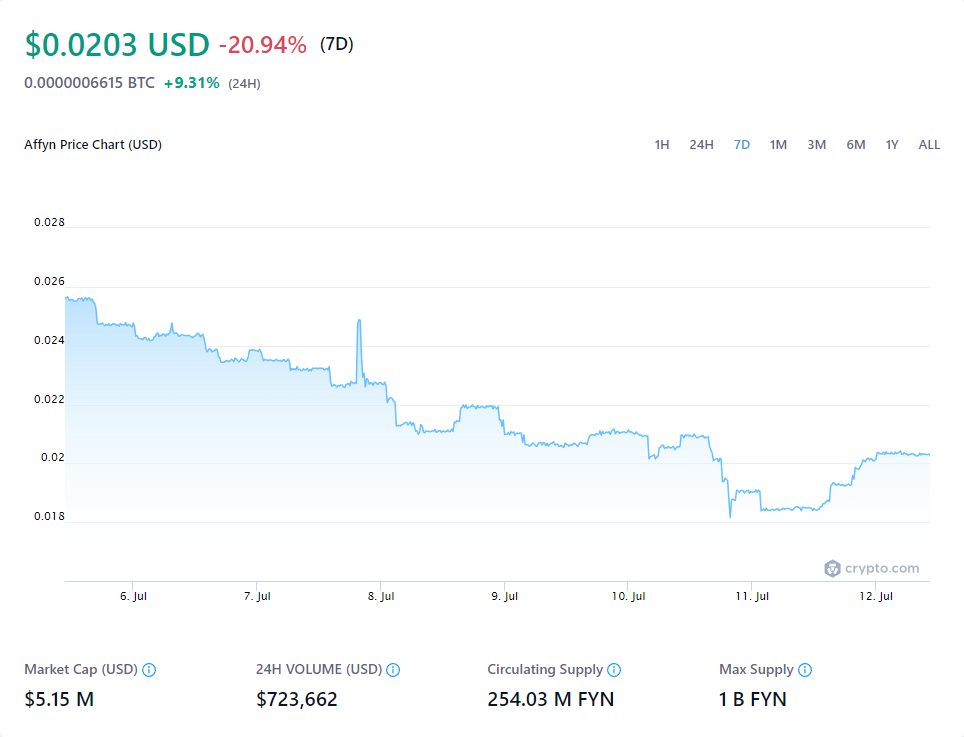 $0.0203 USD -20.94% (7D)
0.0000006615 BTC +9.31% (24H)
Affyn Price Chart (USD) 1H 24H 7D 1M 3M 6M 1Y ALL
0.028
0.026
0.024
0.022
0.02
0.018
crypto.com
6. Jul 7. Jul 8. Jul 9. Jul 10. Jul 11. Jul 12. Jul
Market Cap (USD) 24H VOLUME (USD) Circulating Supply Max Supply
$5.15 M $723,662 254.03 M FYN 1 B FYN